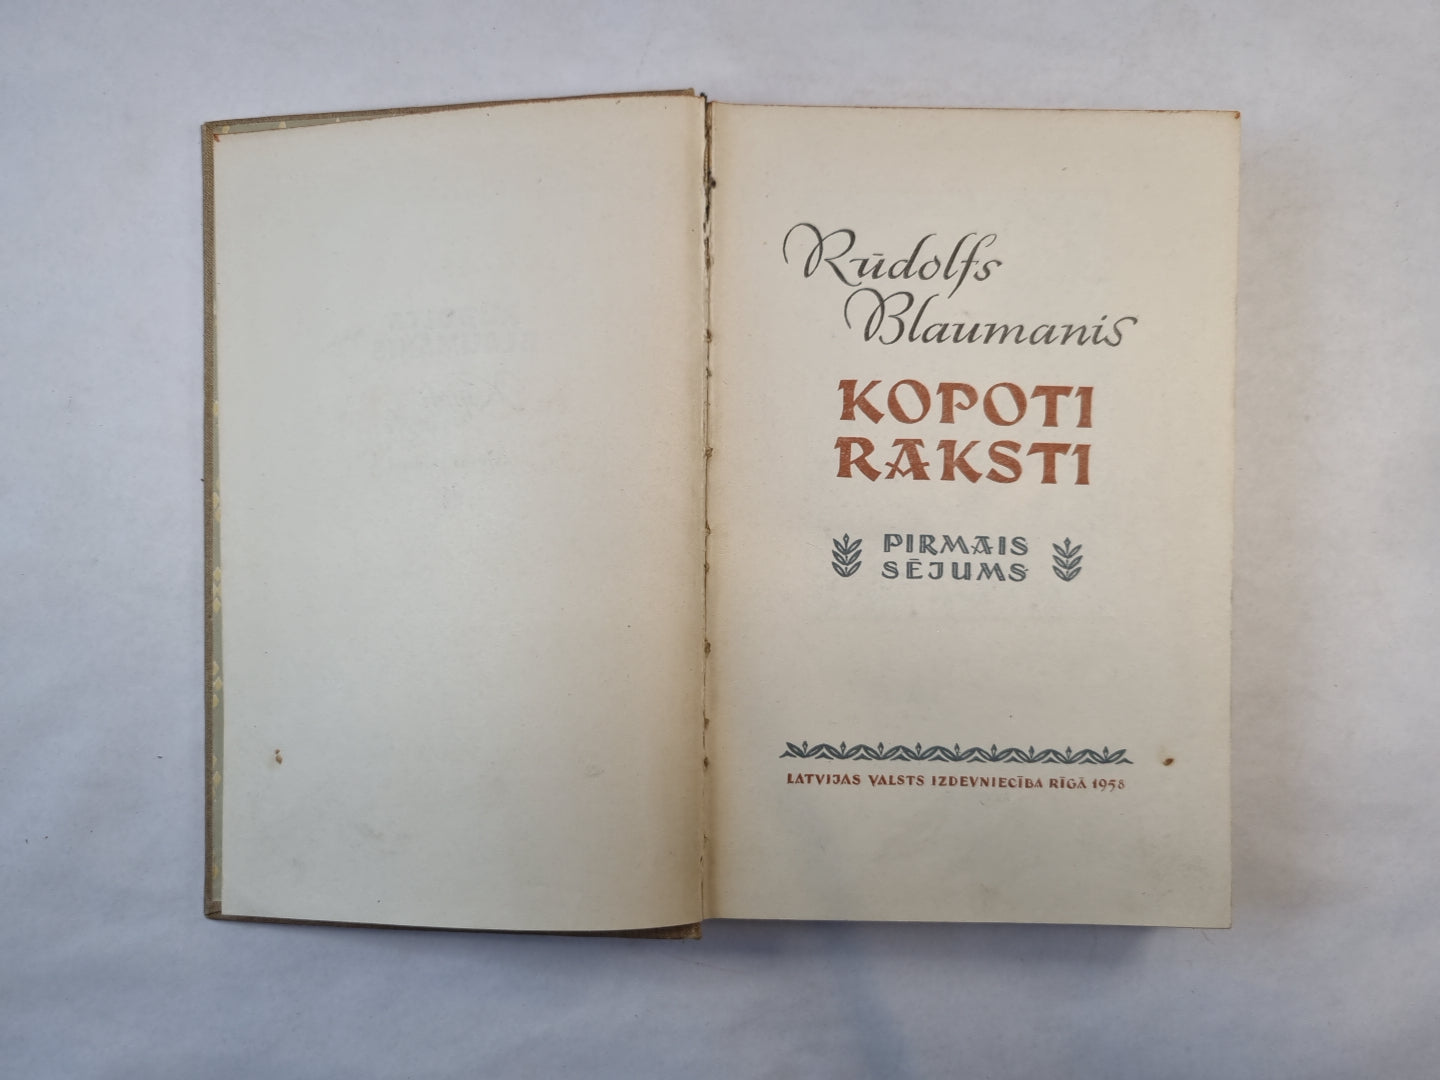 Rūdolfs
Blaumanis
KOPOTI
RAKSTI
PIRMAIS
SĒJUMS
LATVIJAS VALSTS IZDEVNIECĪBA RĪGĀ 1958